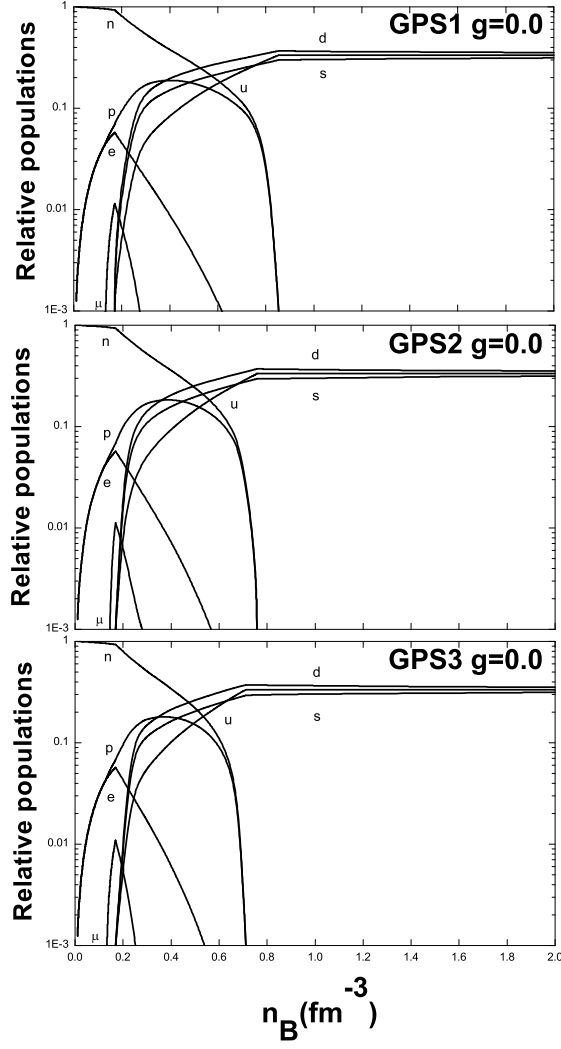 GPS1 g=0.0
Relative populations
1
0.1
0.01
1E-3
n
p
e
μ
d
u
s
GPS2 g=0.0
Relative populations
1
0.1
0.01
1E-3
n
p
e
μ
d
u
s
GPS3 g=0.0
Relative populations
1
0.1
0.01
1E-3
n
p
e
μ
d
u
s
0.0 0.2 0.4 0.6 0.8 1.0 1.2 1.4 1.6 1.8 2.0
n_B(fm^-3)